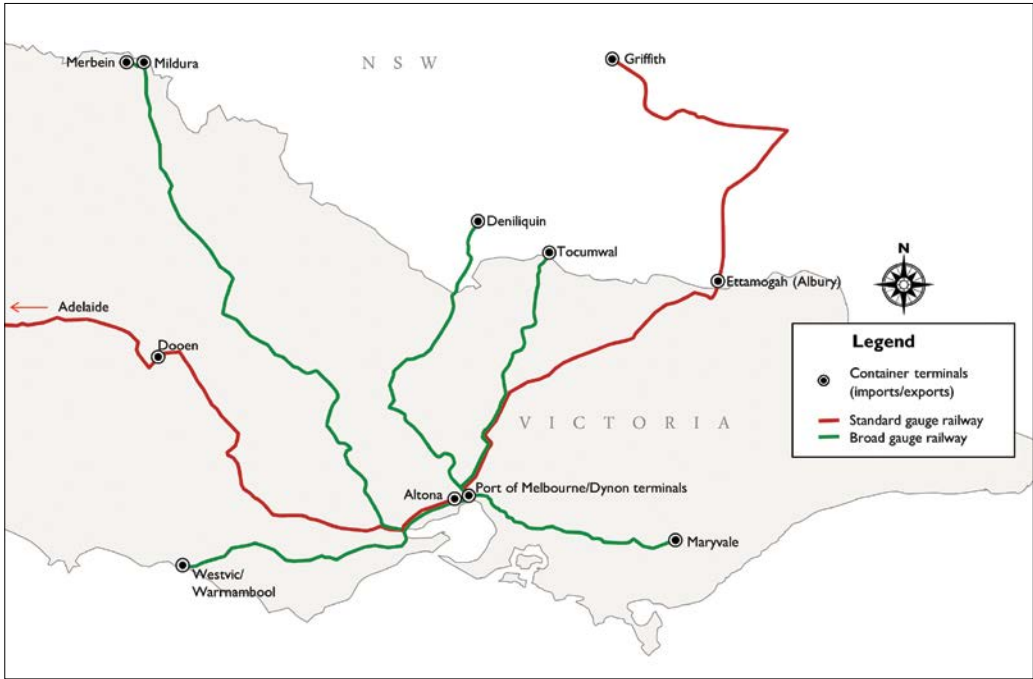 Merbein
Mildura
N S W
Griffith
Deniliquin
Tocumwal
Ettamogah (Albury)
N
Adelaide
Dooen
Legend
Container terminals
(imports/exports)
Standard gauge railway
Broad gauge railway
V I C T O R I A
Altona
Port of Melbourne/Dynon terminals
Maryvale
Westvic/
Warrnambool